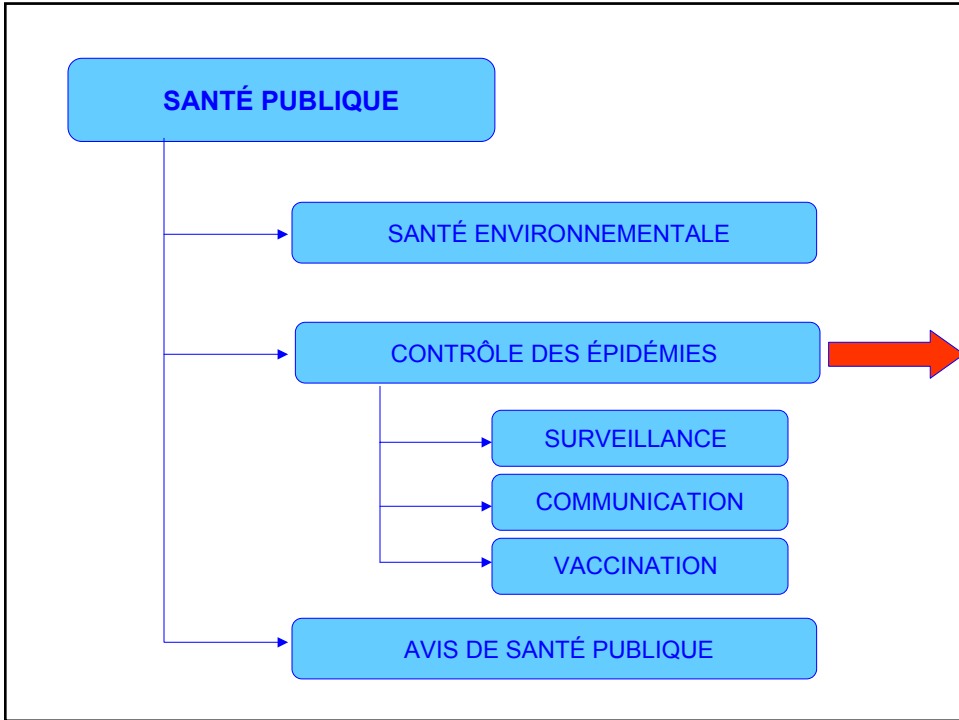 SANTÉ PUBLIQUE
SANTÉ ENVIRONNEMENTALE
CONTRÔLE DES ÉPIDÉMIES
SURVEILLANCE
COMMUNICATION
VACCINATION
AVIS DE SANTÉ PUBLIQUE